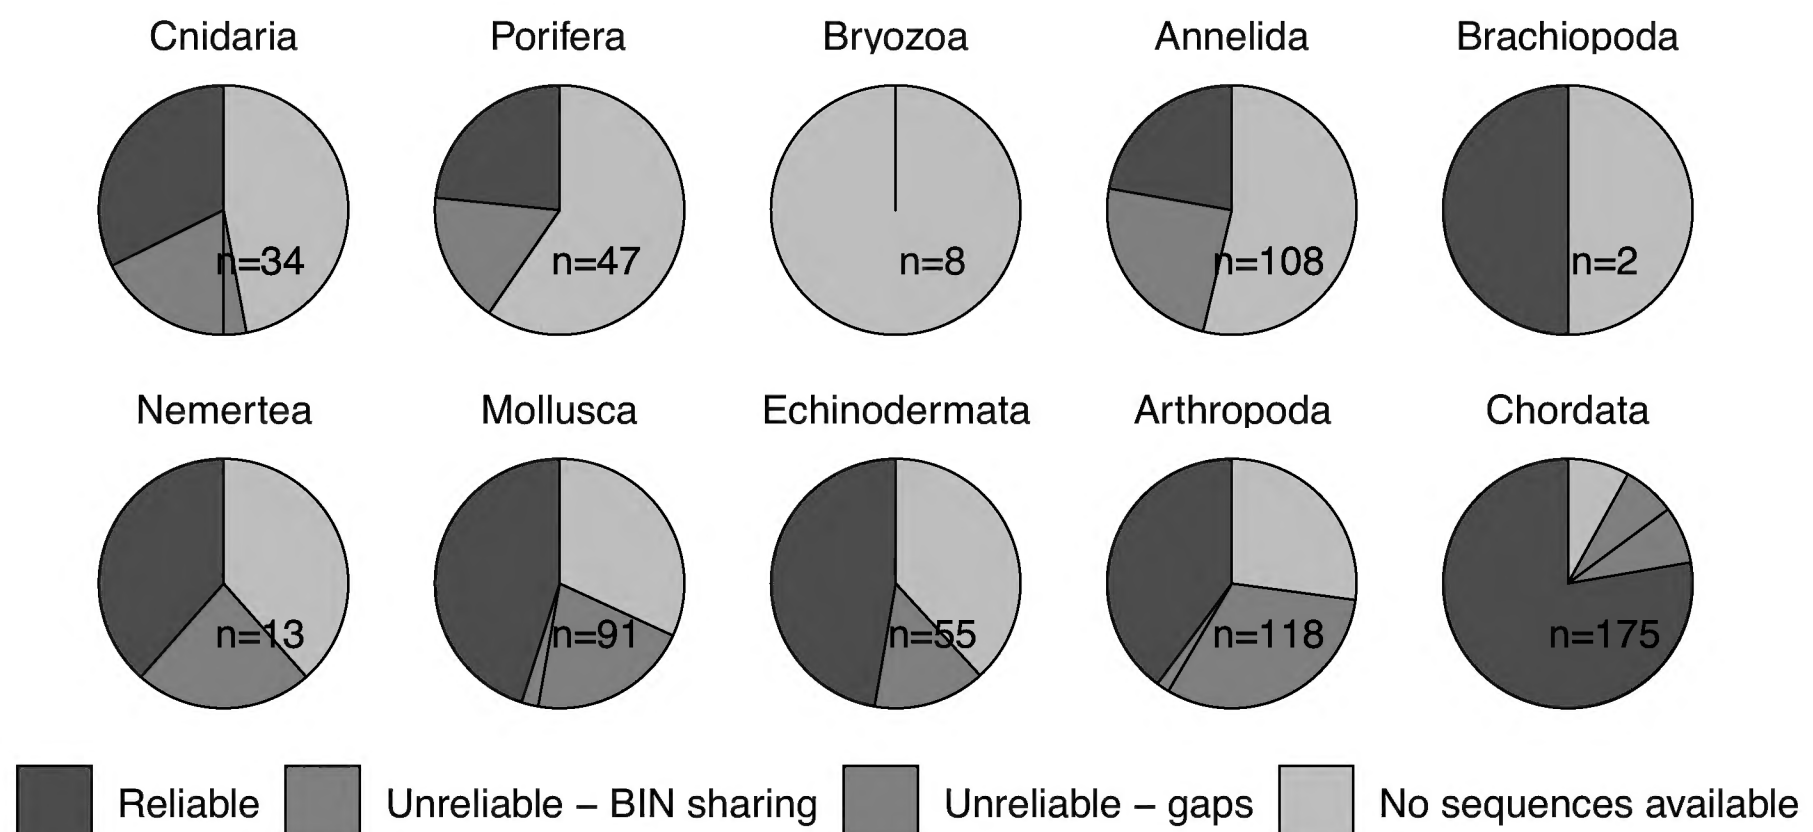 Cnidaria Porifera Bryozoa Annelida Brachiopoda
n=34 n=47 n=8 n=108 n=2
Nemertea Mollusca Echinodermata Arthropoda Chordata
n=13 n=91 n=55 n=118 n=175
Reliable Unreliable – BIN sharing Unreliable – gaps No sequences available